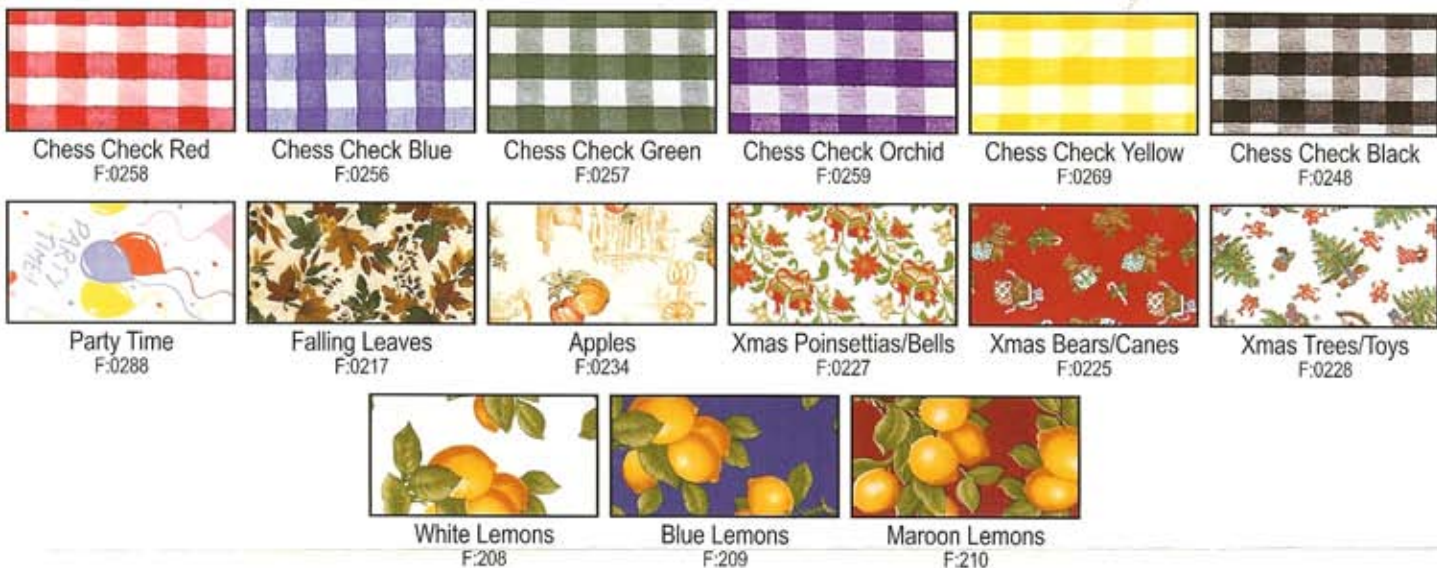 Chess Check Red
F:0258
Chess Check Blue
F:0256
Chess Check Green
F:0257
Chess Check Orchid
F:0259
Chess Check Yellow
F:0269
Chess Check Black
F:0248
PARTY
TIME!
Party Time
F:0288
Falling Leaves
F:0217
Apples
F:0234
Xmas Poinsettias/Bells
F:0227
Xmas Bears/Canes
F:0225
Xmas Trees/Toys
F:0228
White Lemons
F:208
Blue Lemons
F:209
Maroon Lemons
F:210